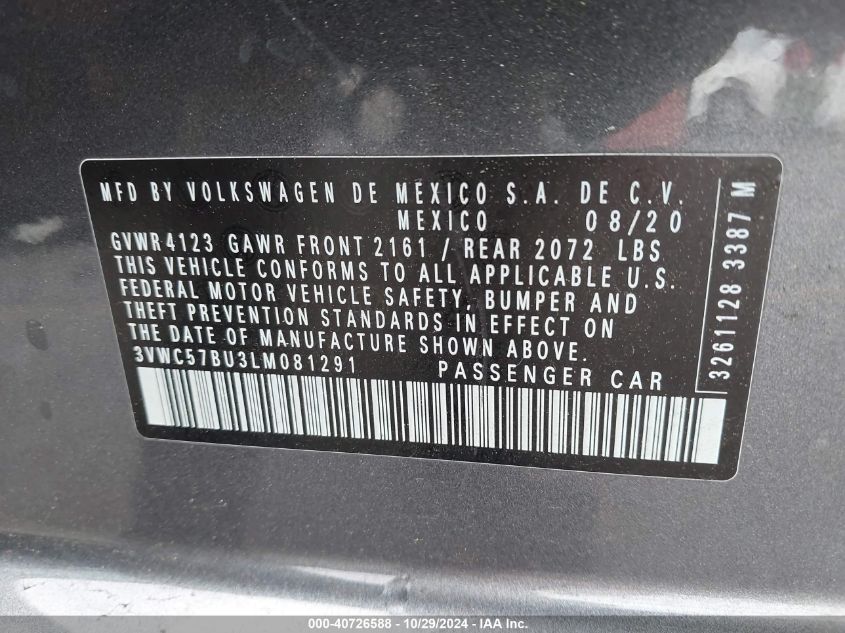 MFD BY VOLKSWAGEN DE MEXICO S.A. DE C.V.
MEXICO 08/20
GVWR 4123 GAWR FRONT 2161 / REAR 2072 LBS
THIS VEHICLE CONFORMS TO ALL APPLICABLE U.S.
FEDERAL MOTOR VEHICLE SAFETY, BUMPER AND
THEFT PREVENTION STANDARDS IN EFFECT ON
THE DATE OF MANUFACTURE SHOWN ABOVE.
3VWC57BU3LM081291 PASSENGER CAR
3261128 3387 M
000-40726588 - 10/29/2024 - IAA Inc.